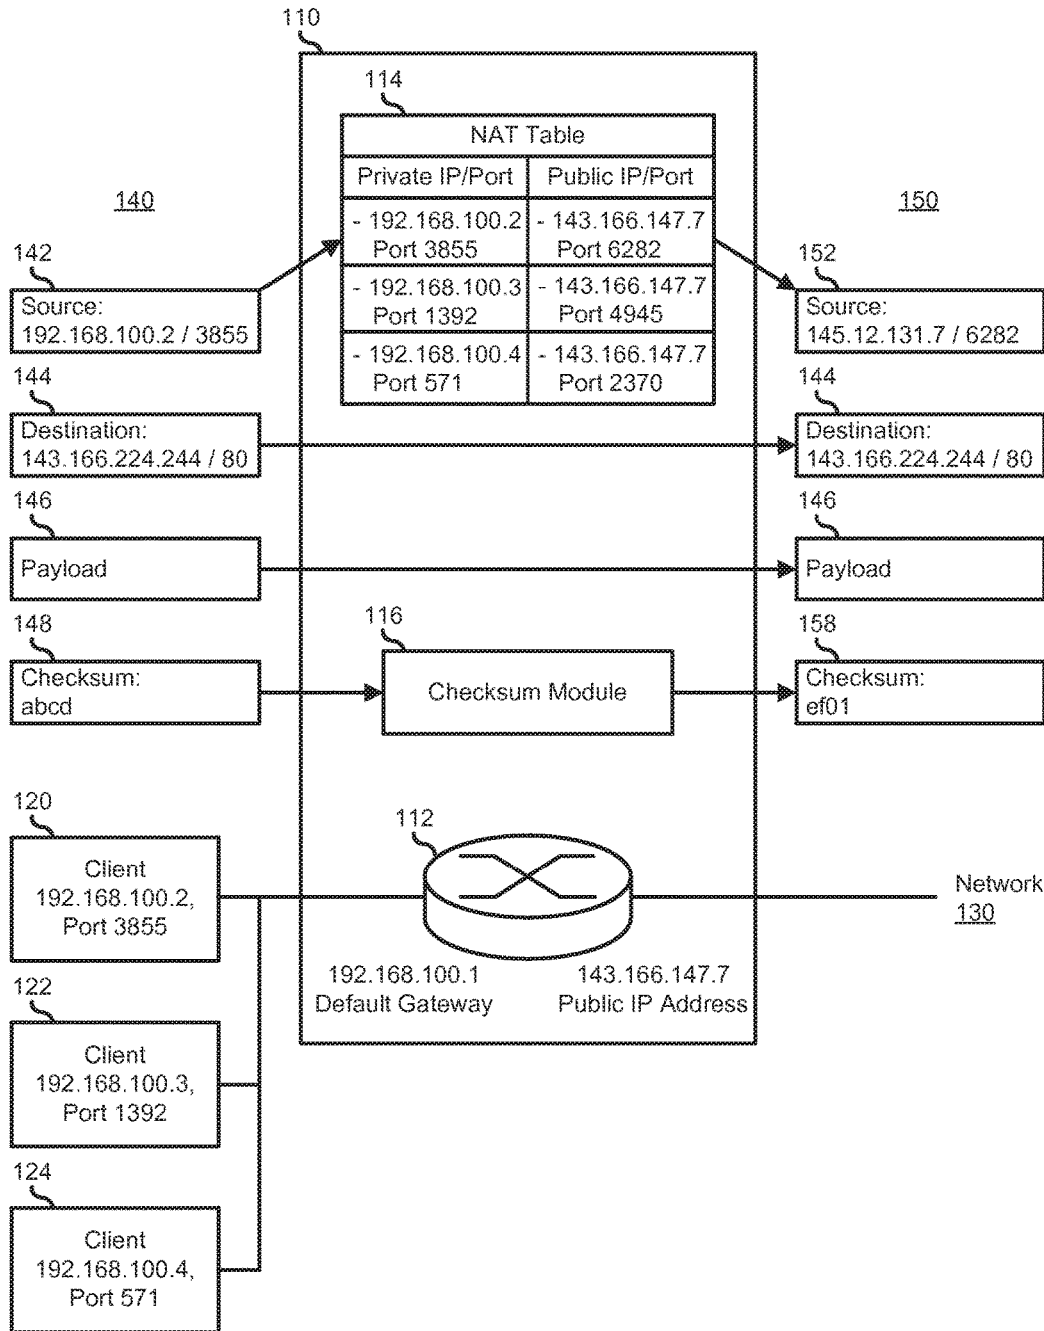 110
114
NAT Table
Private IP/Port
Public IP/Port
- 192.168.100.2
Port 3855
- 143.166.147.7
Port 6282
- 192.168.100.3
Port 1392
- 143.166.147.7
Port 4945
- 192.168.100.4
Port 571
- 143.166.147.7
Port 2370
140
150
142
Source:
192.168.100.2 / 3855
152
Source:
145.12.131.7 / 6282
144
Destination:
143.166.224.244 / 80
144
Destination:
143.166.224.244 / 80
146
Payload
146
Payload
148
Checksum:
abcd
116
Checksum Module
158
Checksum:
ef01
120
Client
192.168.100.2,
Port 3855
112
192.168.100.1
Default Gateway
143.166.147.7
Public IP Address
Network
130
122
Client
192.168.100.3,
Port 1392
124
Client
192.168.100.4,
Port 571